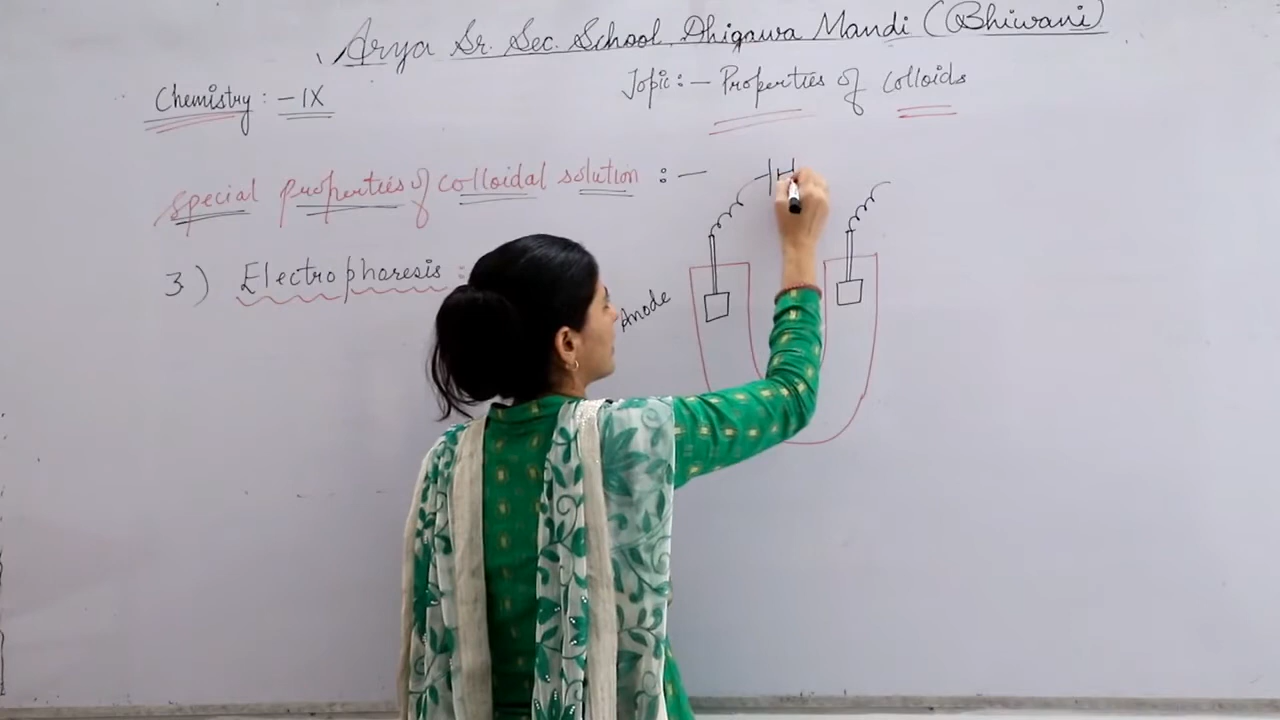 Arya Sr. Sec. School, Dhigawa Mandi (Bhiwani)
Chemistry : - IX
Topic : - Properties of colloids
special properties of colloidal solution : -
3) Electropharesis :
Anode